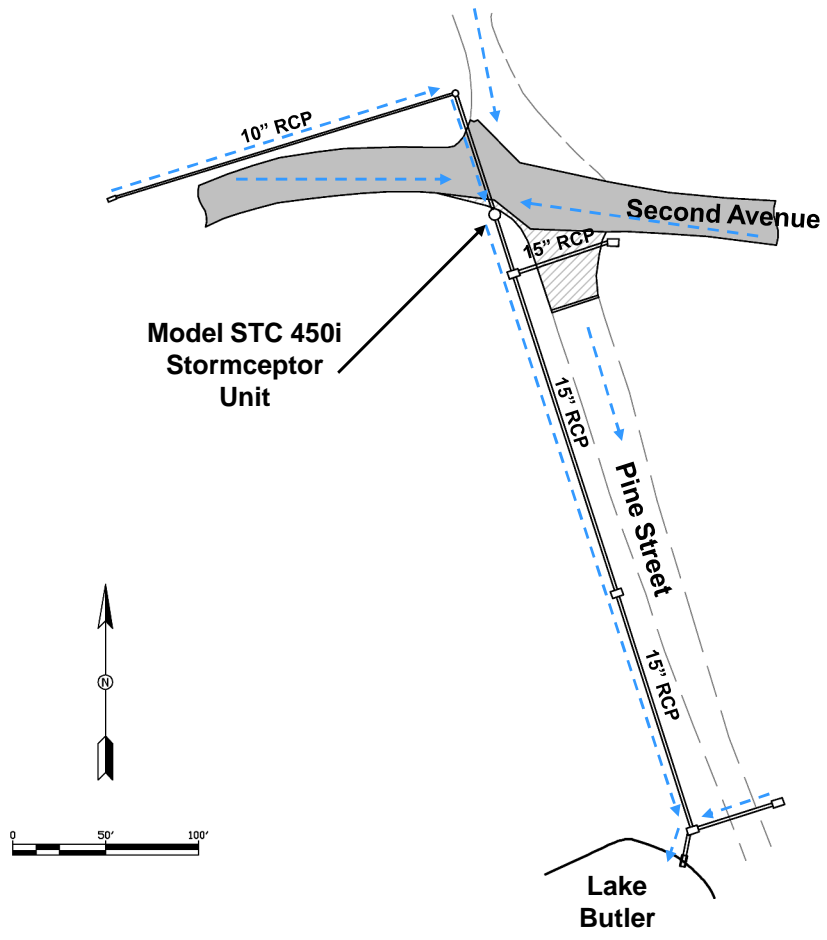 10” RCP
Second Avenue
15” RCP
Model STC 450i
Stormceptor
Unit
15” RCP
Pine Street
N
15” RCP
0 50' 100'
Lake
Butler